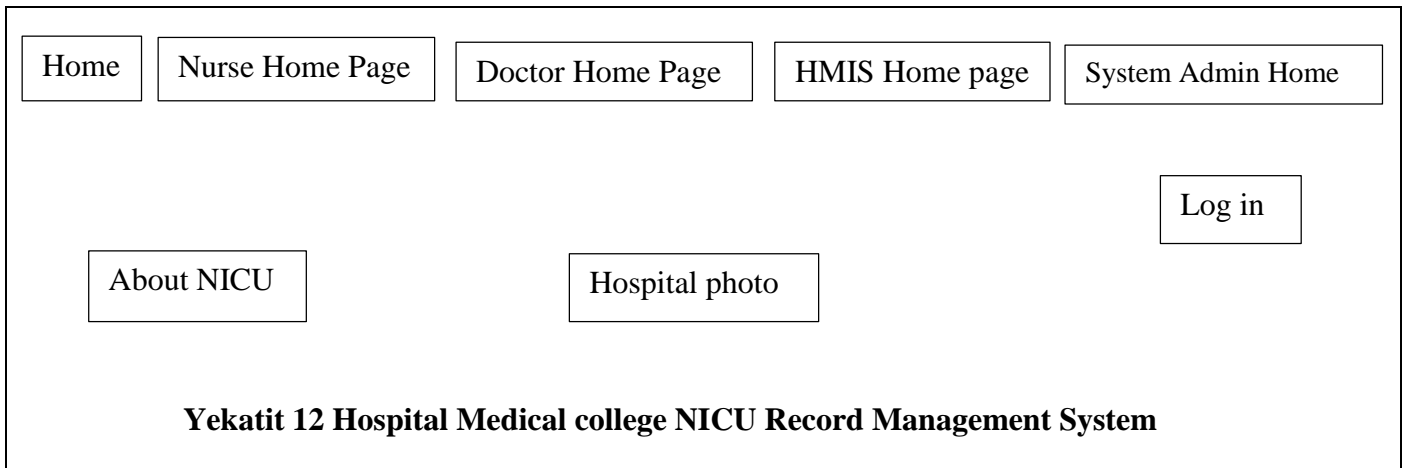 Home
Nurse Home Page
Doctor Home Page
HMIS Home page
System Admin Home
Log in
About NICU
Hospital photo
Yekatit 12 Hospital Medical college NICU Record Management System